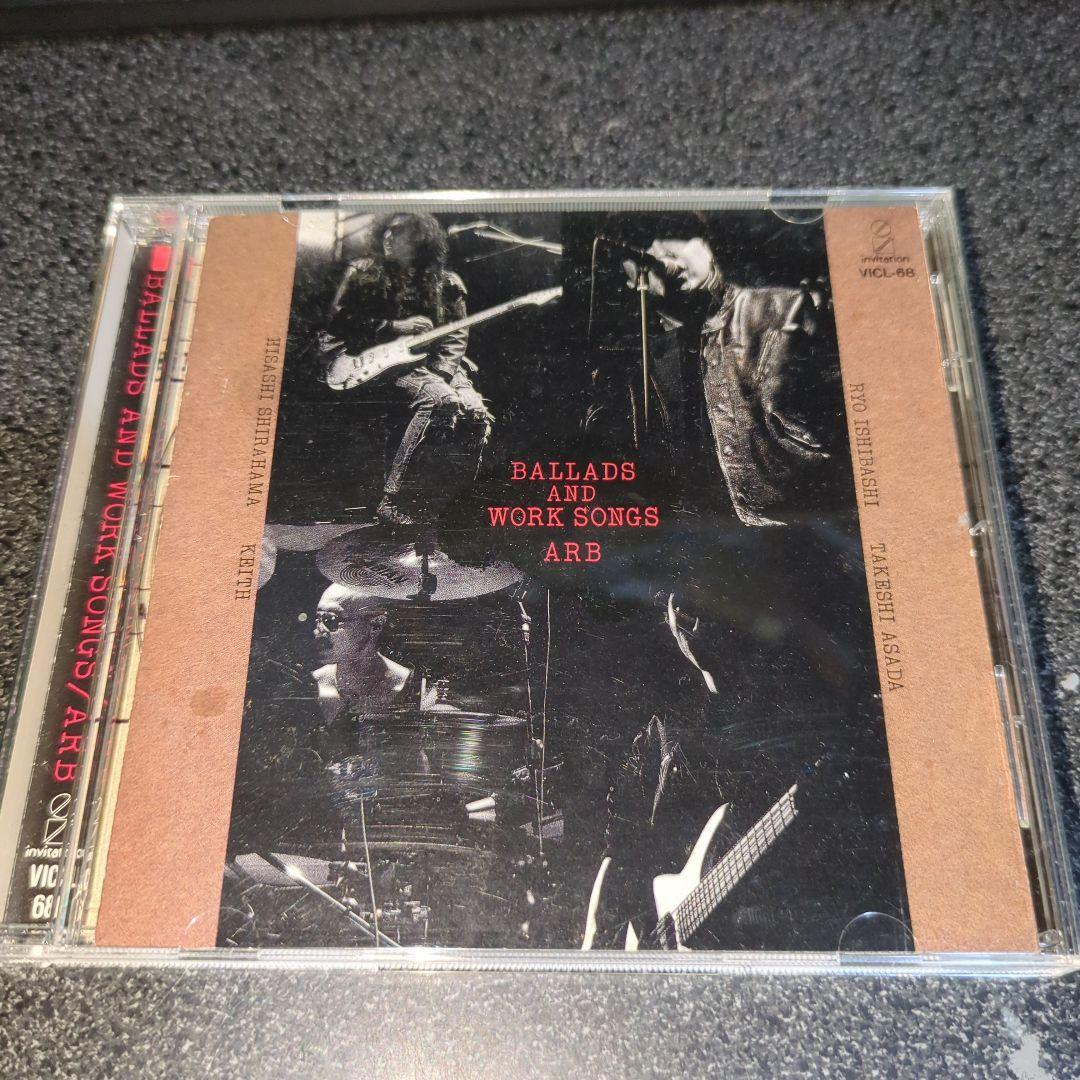 invitation
VICL-68
HISASHI SHIRAHAMA
KEITH
BALLADS
AND
WORK SONGS
ARB
RYO ISHIBASHI
TAKESHI ASADA
BALLADS AND WORK SONGS/ARB
68